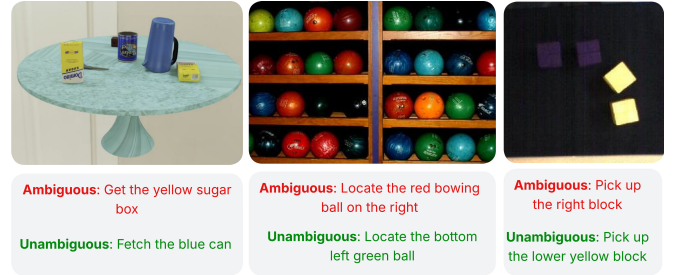 Domino
Ambiguous: Get the yellow sugar
box
Unambiguous: Fetch the blue can
Ambiguous: Locate the red bowing
ball on the right
Unambiguous: Locate the bottom
left green ball
Ambiguous: Pick up
the right block
Unambiguous: Pick up
the lower yellow block